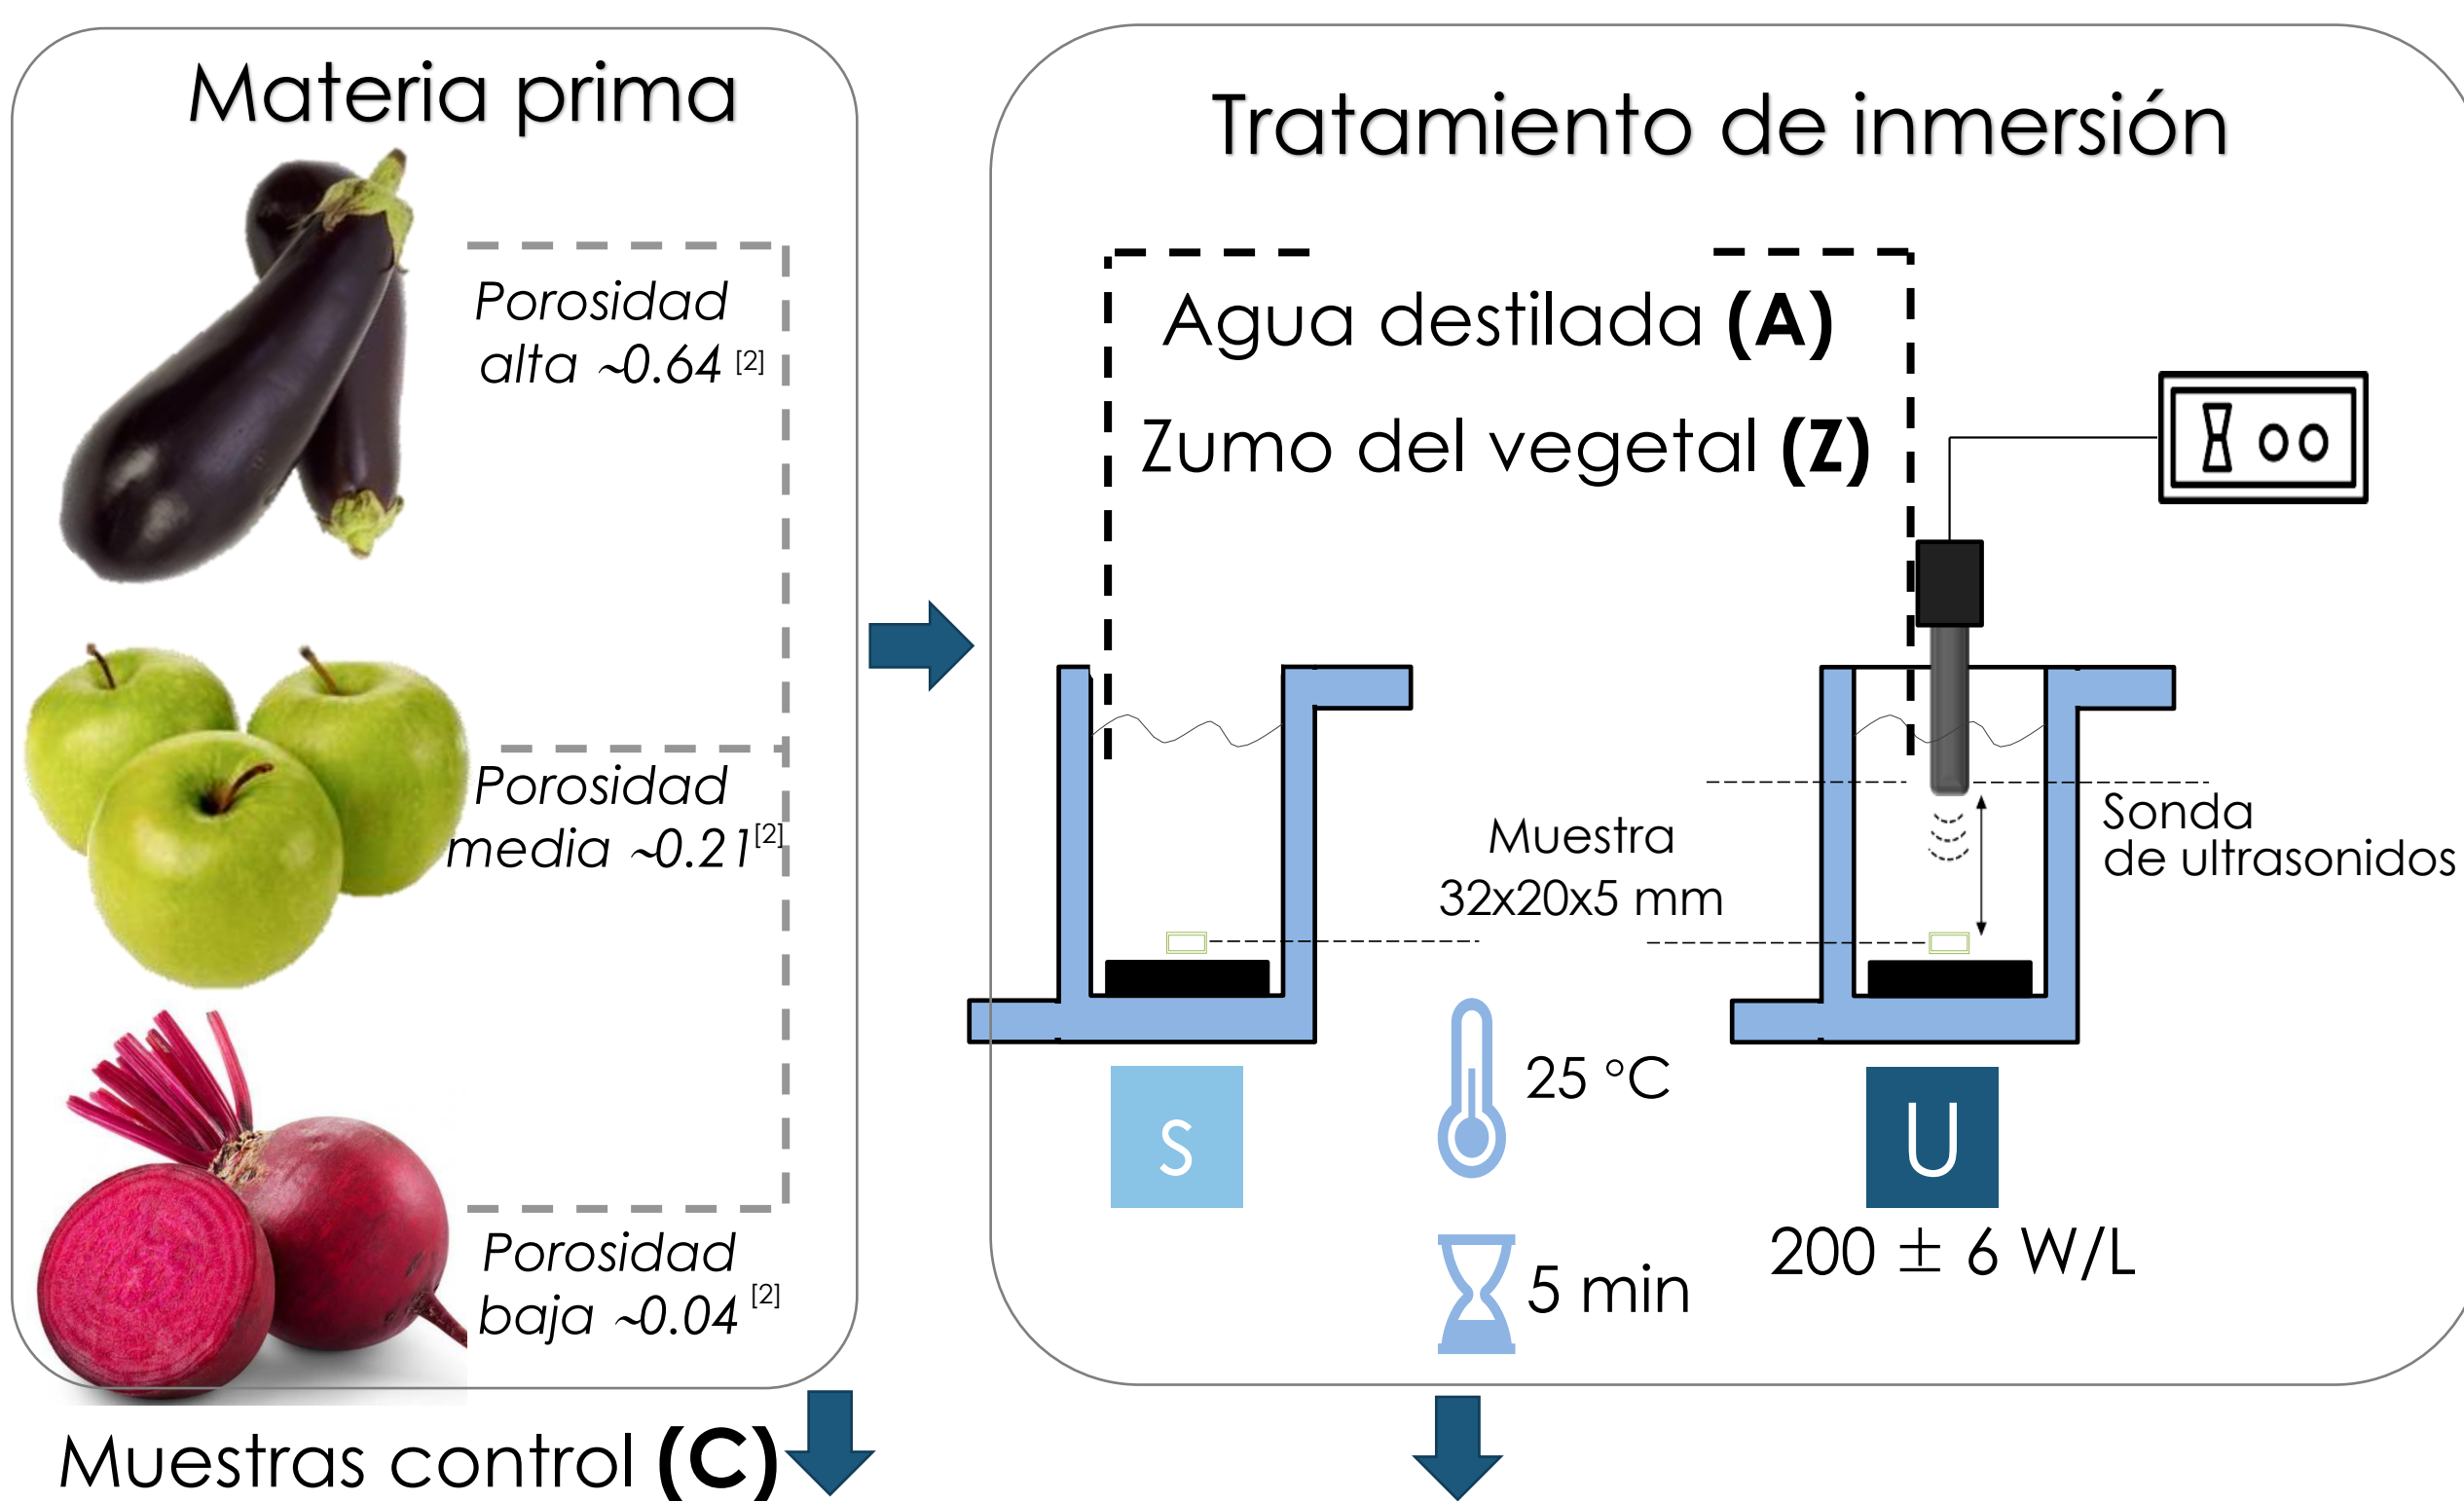 Materia prima
Porosidad
alta ~0.64 [2]
Porosidad
media ~0.21[2]
Porosidad
baja ~0.04 [2]
Muestras control (C)
Tratamiento de inmersión
Agua destilada (A)
Zumo del vegetal (Z)
Muestra
32x20x5 mm
Sonda
de ultrasonidos
25 °C
5 min
S
U
200 ± 6 W/L